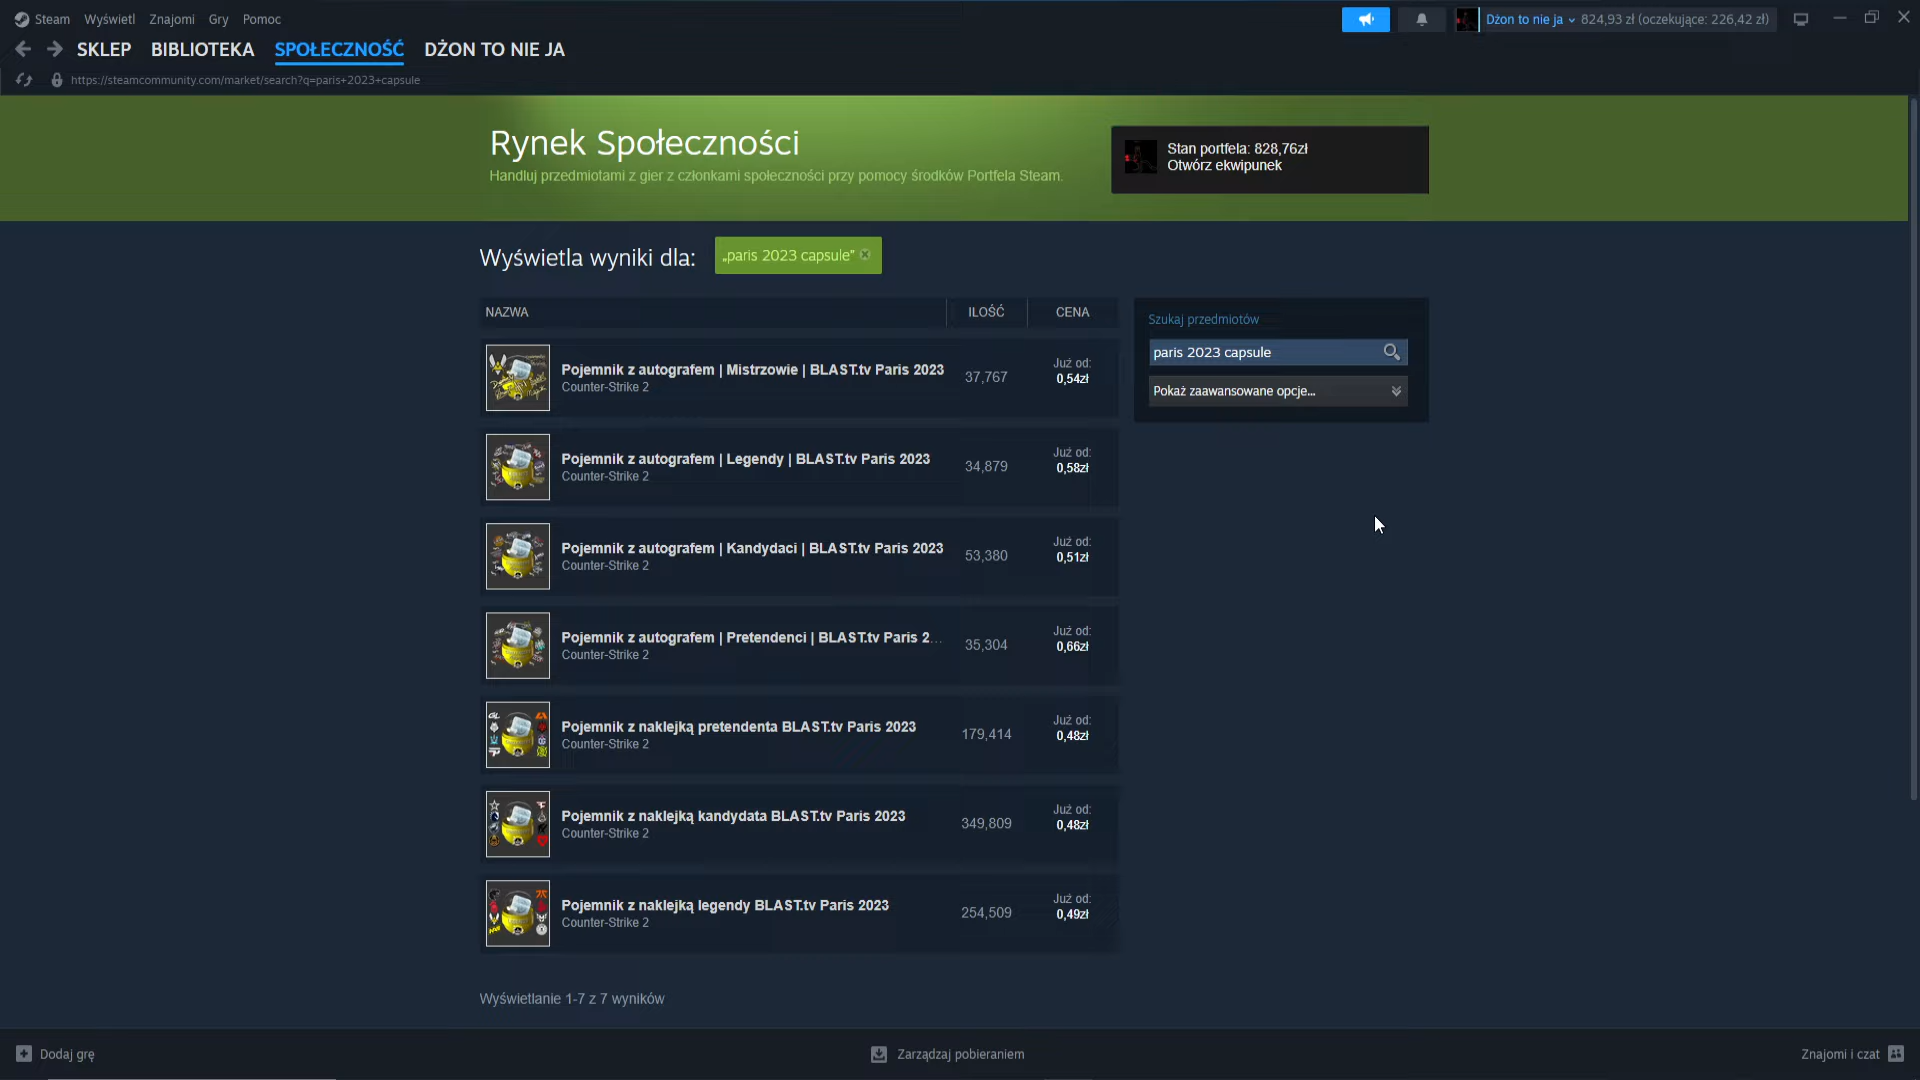 Steam Wyświetl Znajomi Gry Pomoc
Dżon to nie ja 824,93 zł (oczekujące: 226,42 zł)
SKLEP BIBLIOTEKA SPOŁECZNOŚĆ DŻON TO NIE JA
https://steamcommunity.com/market/search?q=paris+2023+capsule
Rynek Społeczności
Handluj przedmiotami z gier z członkami społeczności przy pomocy środków Portfela Steam.
Stan portfela: 828,76zł
Otwórz ekwipunek
Wyświetla wyniki dla: „paris 2023 capsule”
NAZWA ILOŚĆ CENA
Pojemnik z autografem | Mistrzowie | BLAST.tv Paris 2023
Counter-Strike 2
37,767
Już od:
0,54zł
Pojemnik z autografem | Legendy | BLAST.tv Paris 2023
Counter-Strike 2
34,879
Już od:
0,58zł
Pojemnik z autografem | Kandydaci | BLAST.tv Paris 2023
Counter-Strike 2
53,380
Już od:
0,51zł
Pojemnik z autografem | Pretendenci | BLAST.tv Paris 2...
Counter-Strike 2
35,304
Już od:
0,66zł
Pojemnik z naklejką pretendenta BLAST.tv Paris 2023
Counter-Strike 2
179,414
Już od:
0,48zł
Pojemnik z naklejką kandydata BLAST.tv Paris 2023
Counter-Strike 2
349,809
Już od:
0,48zł
Pojemnik z naklejką legendy BLAST.tv Paris 2023
Counter-Strike 2
254,509
Już od:
0,49zł
Wyświetlanie 1-7 z 7 wyników
Szukaj przedmiotów
paris 2023 capsule
Pokaż zaawansowane opcje...
Dodaj grę
Zarządzaj pobieraniem
Znajomi i czat